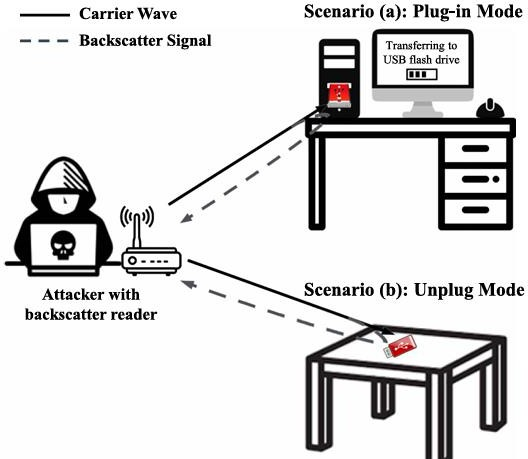 Carrier Wave
Backscatter Signal
Scenario (a): Plug-in Mode
Transferring to
USB flash drive
Attacker with
backscatter reader
Scenario (b): Unplug Mode